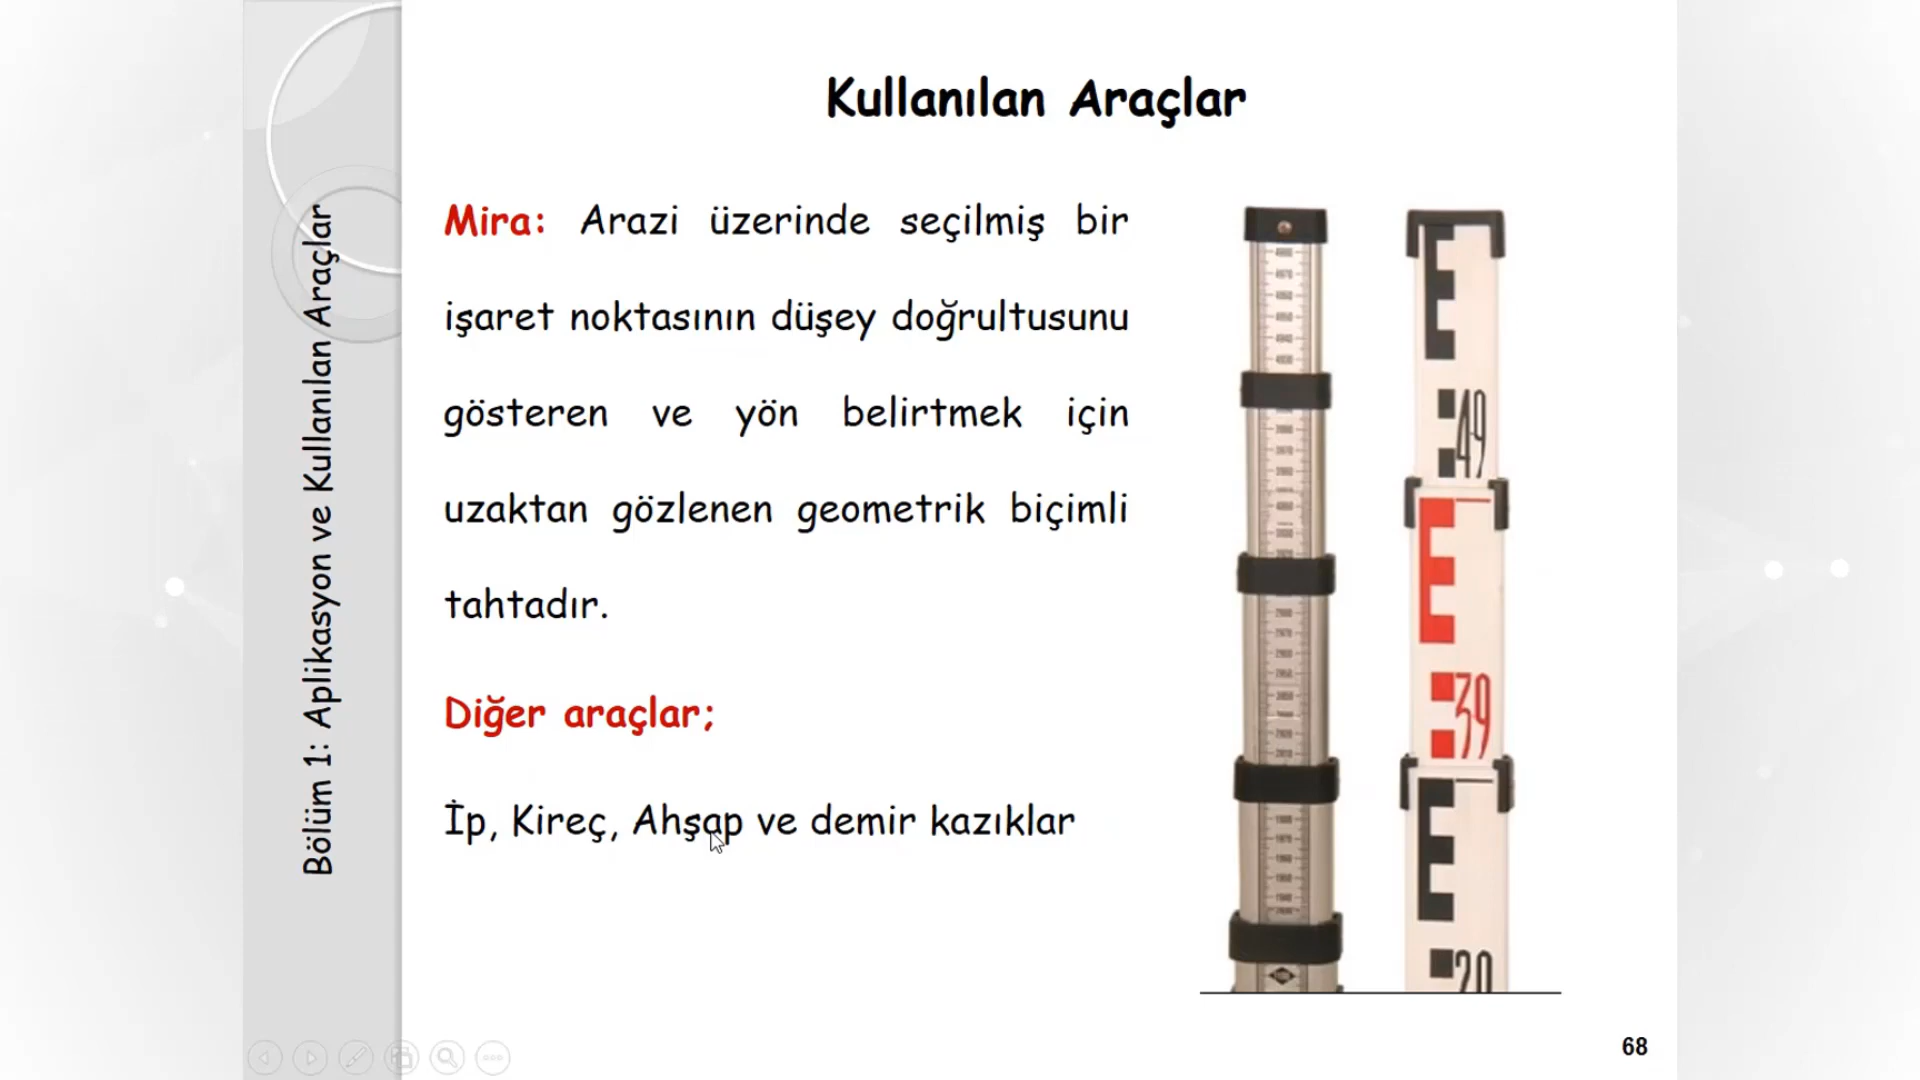 Kullanılan Araçlar
Bölüm 1: Aplikasyon ve Kullanılan Araçlar
Mira: Arazi üzerinde seçilmiş bir
işaret noktasının düşey doğrultusunu
gösteren ve yön belirtmek için
uzaktan gözlenen geometrik biçimli
tahtadır.
Diğer araçlar;
İp, Kireç, Ahşap ve demir kazıklar
49
39
68